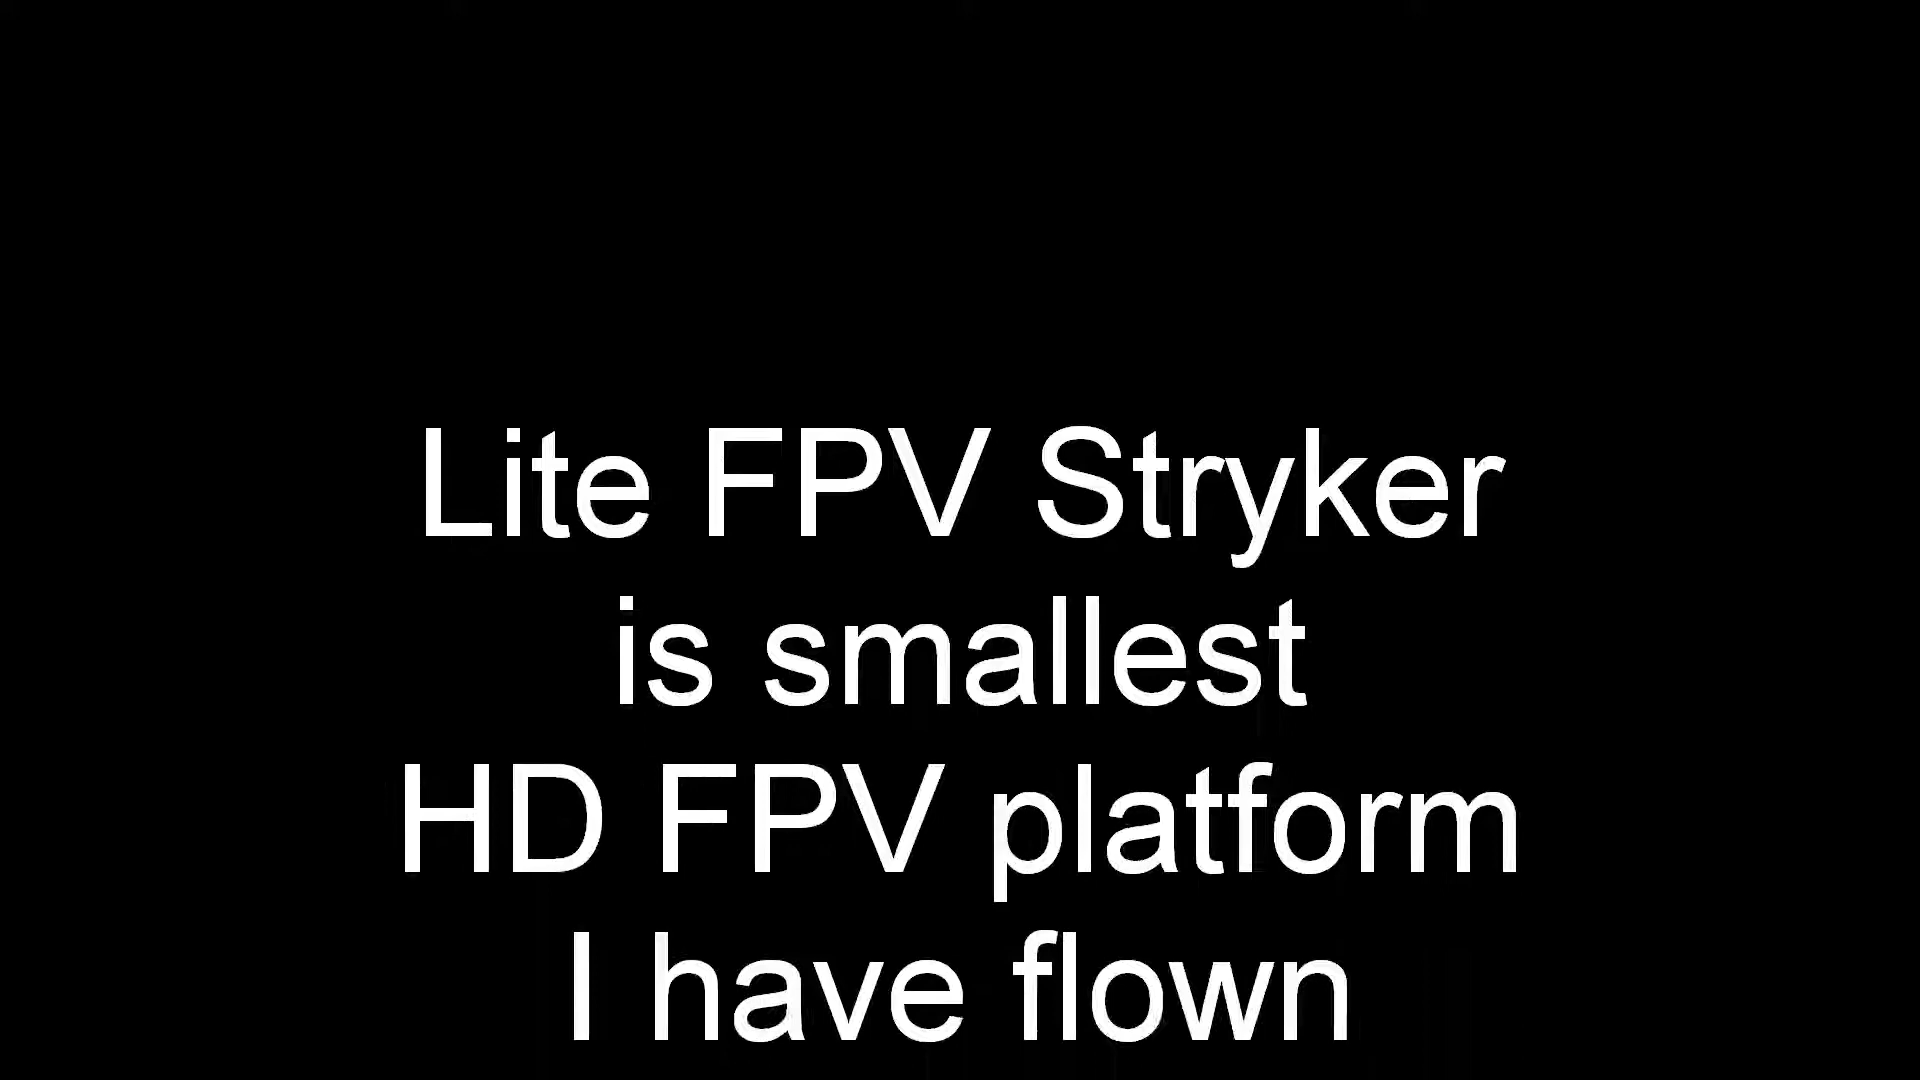 Lite FPV Stryker
is smallest
HD FPV platform
I have flown